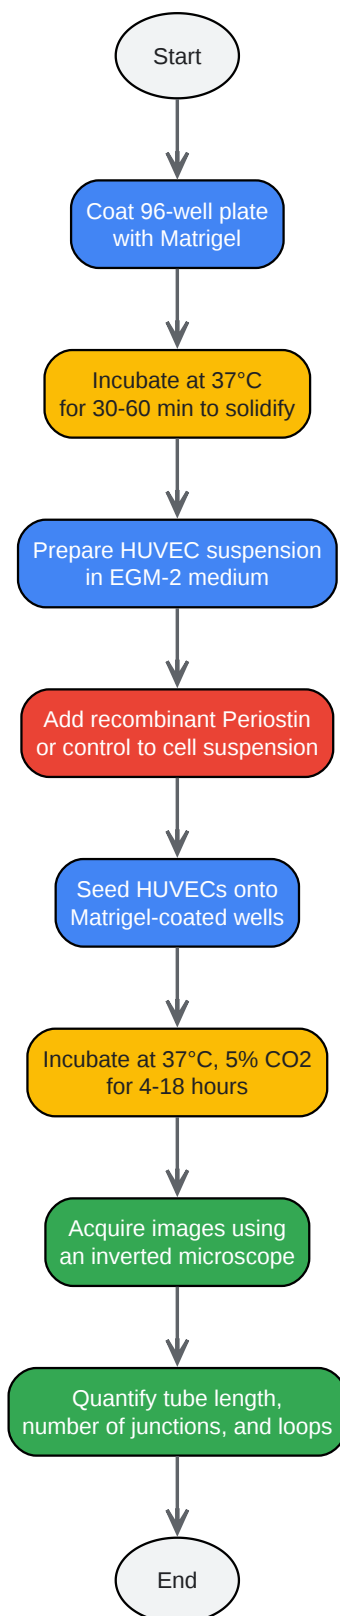 Start
Coat 96-well plate
with Matrigel
Incubate at 37°C
for 30-60 min to solidify
Prepare HUVEC suspension
in EGM-2 medium
Add recombinant Periostin
or control to cell suspension
Seed HUVECs onto
Matrigel-coated wells
Incubate at 37°C, 5% CO2
for 4-18 hours
Acquire images using
an inverted microscope
Quantify tube length,
number of junctions, and loops
End